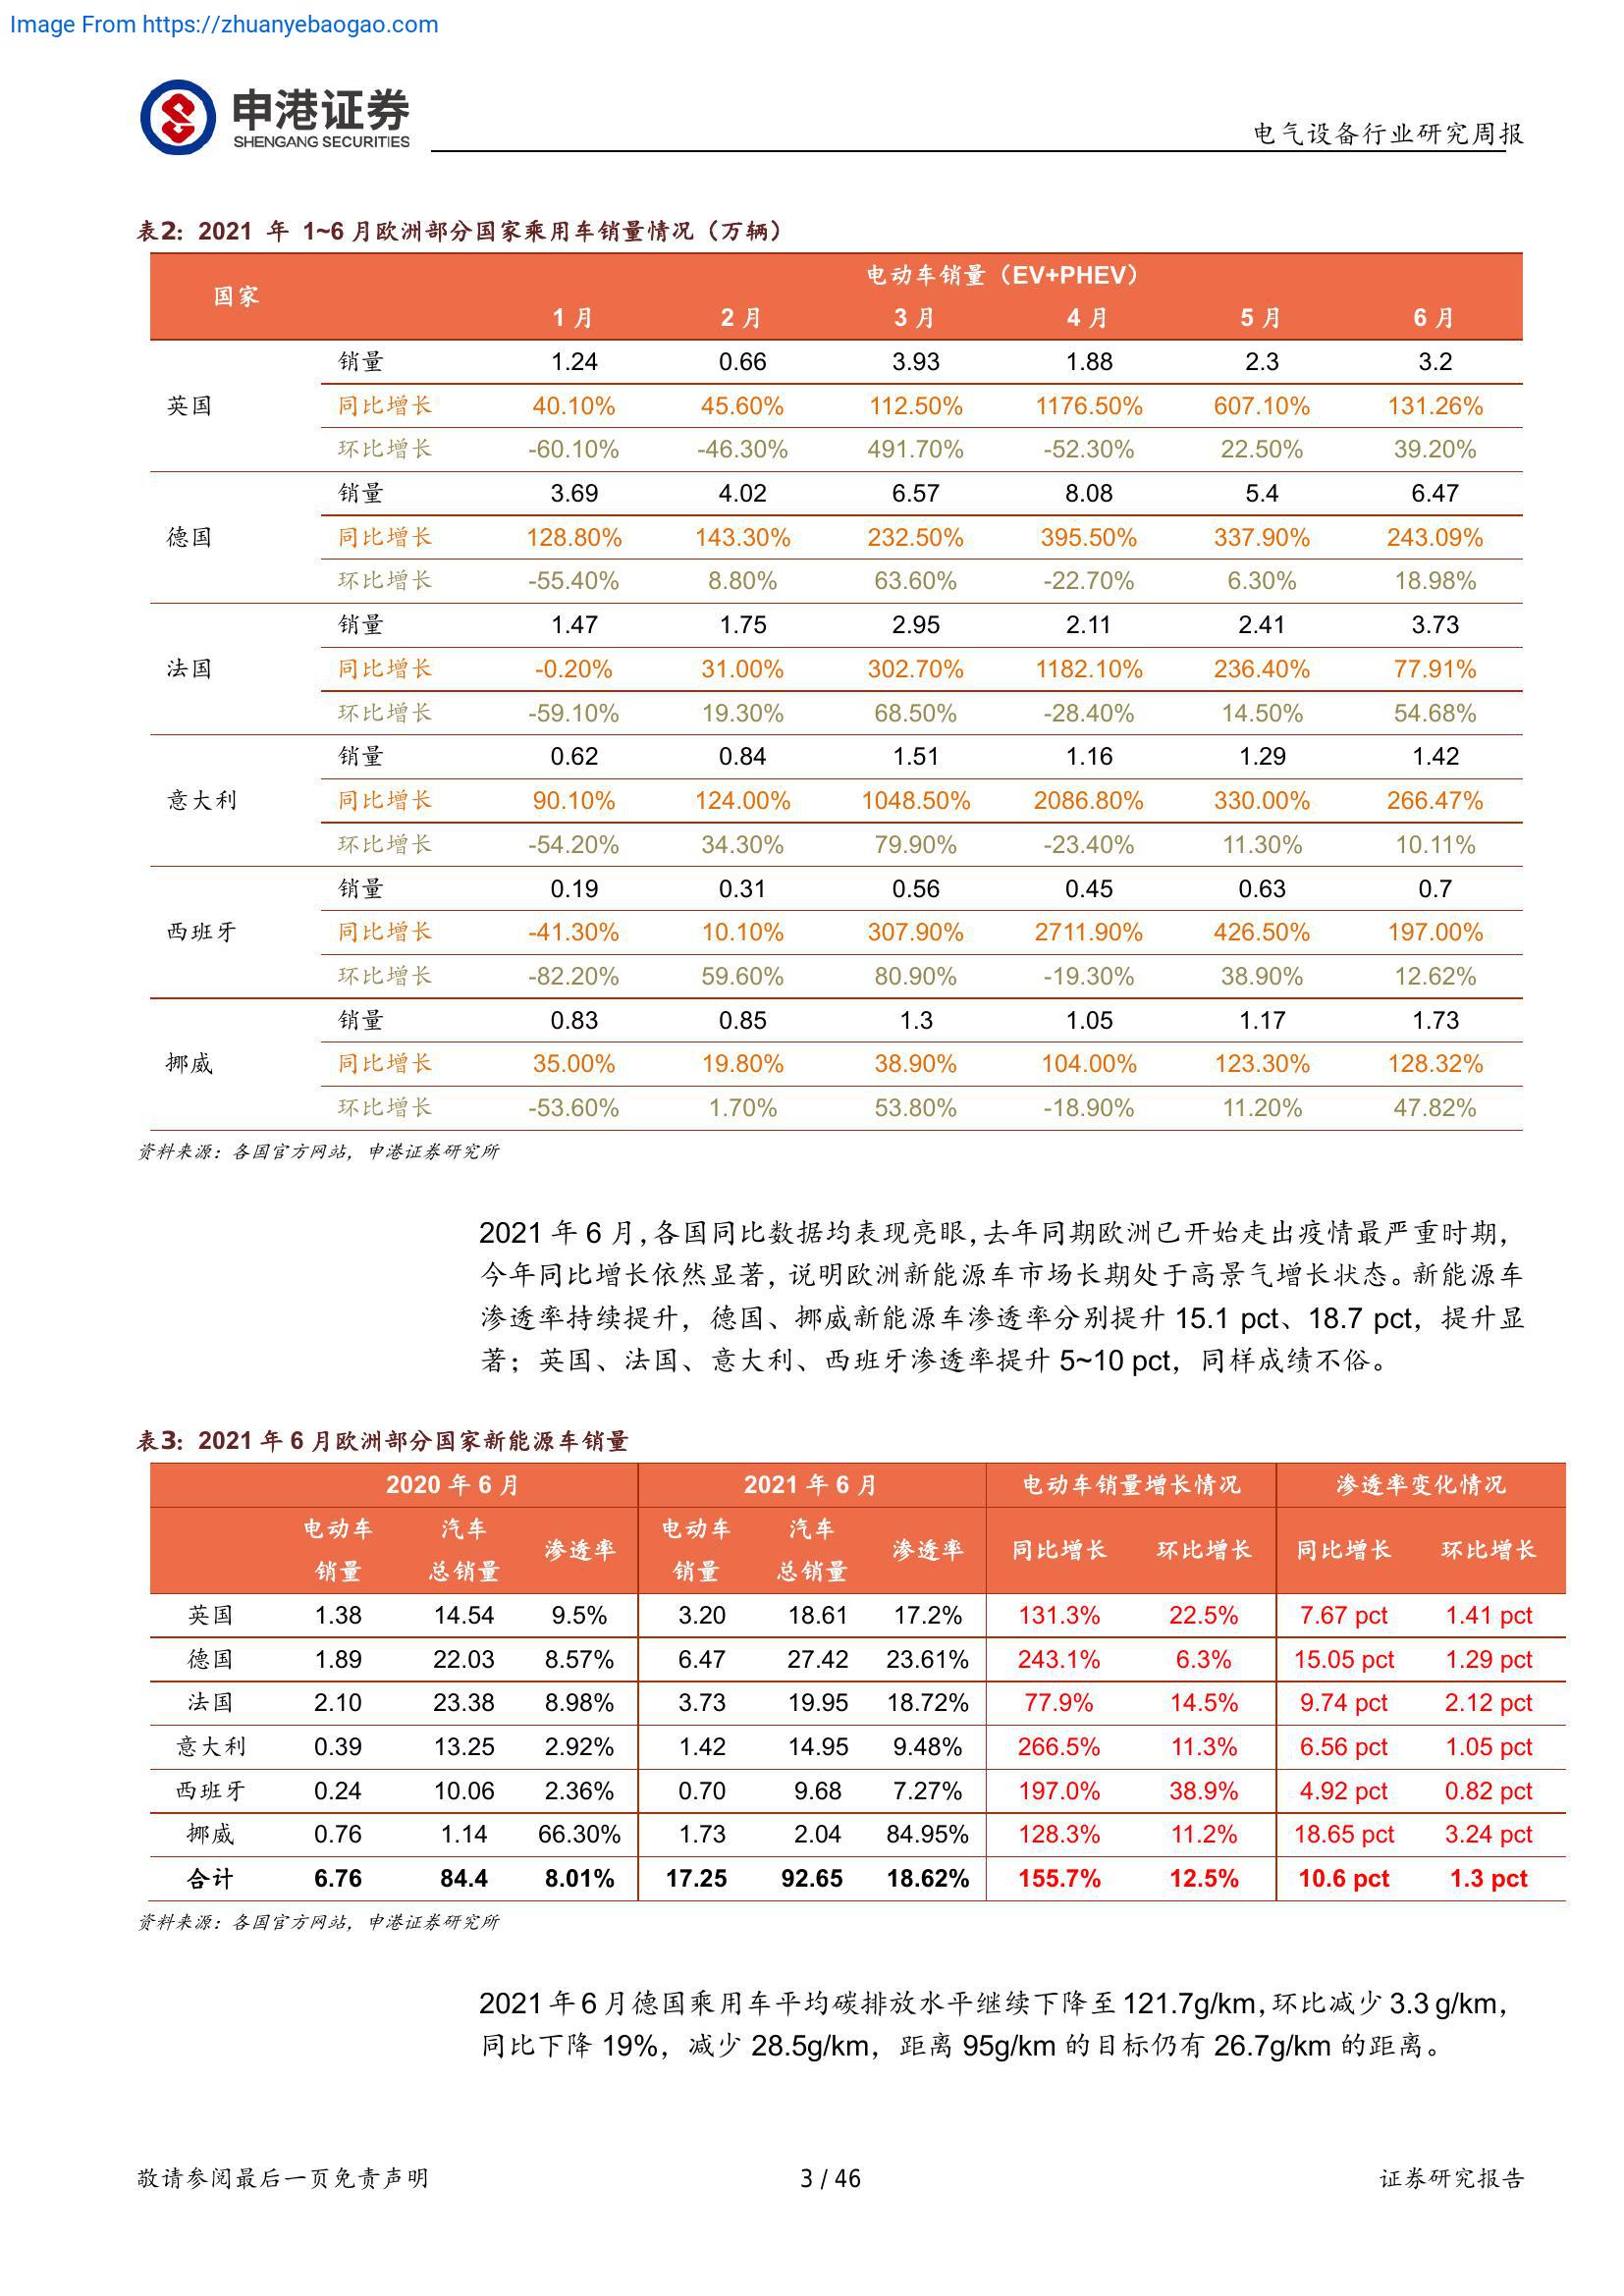 Image From https://zhuanyebaogao.com
申港证券
SHENGANG SECURITIES
电气设备行业研究周报
表2：2021 年 1~6 月欧洲部分国家乘用车销量情况（万辆）
国家 电动车销量（EV+PHEV）
1 月 2 月 3 月 4 月 5 月 6 月
销量 1.24 0.66 3.93 1.88 2.3 3.2
英国 同比增长 40.10% 45.60% 112.50% 1176.50% 607.10% 131.26%
环比增长 -60.10% -46.30% 491.70% -52.30% 22.50% 39.20%
销量 3.69 4.02 6.57 8.08 5.4 6.47
德国 同比增长 128.80% 143.30% 232.50% 395.50% 337.90% 243.09%
环比增长 -55.40% 8.80% 63.60% -22.70% 6.30% 18.98%
销量 1.47 1.75 2.95 2.11 2.41 3.73
法国 同比增长 -0.20% 31.00% 302.70% 1182.10% 236.40% 77.91%
环比增长 -59.10% 19.30% 68.50% -28.40% 14.50% 54.68%
销量 0.62 0.84 1.51 1.16 1.29 1.42
意大利 同比增长 90.10% 124.00% 1048.50% 2086.80% 330.00% 266.47%
环比增长 -54.20% 34.30% 79.90% -23.40% 11.30% 10.11%
销量 0.19 0.31 0.56 0.45 0.63 0.7
西班牙 同比增长 -41.30% 10.10% 307.90% 2711.90% 426.50% 197.00%
环比增长 -82.20% 59.60% 80.90% -19.30% 38.90% 12.62%
销量 0.83 0.85 1.3 1.05 1.17 1.73
挪威 同比增长 35.00% 19.80% 38.90% 104.00% 123.30% 128.32%
环比增长 -53.60% 1.70% 53.80% -18.90% 11.20% 47.82%
资料来源：各国官方网站，申港证券研究所
2021 年 6 月，各国同比数据均表现亮眼，去年同期欧洲已开始走出疫情最严重时期，
今年同比增长依然显著，说明欧洲新能源车市场长期处于高景气增长状态。新能源车
渗透率持续提升，德国、挪威新能源车渗透率分别提升 15.1 pct、18.7 pct，提升显
著；英国、法国、意大利、西班牙渗透率提升 5~10 pct，同样成绩不俗。
表3：2021 年 6 月欧洲部分国家新能源车销量
2020 年 6 月 2021 年 6 月 电动车销量增长情况 渗透率变化情况
电动车 汽车 电动车 汽车
渗透率 渗透率 同比增长 环比增长 同比增长 环比增长
销量 总销量 销量 总销量
英国 1.38 14.54 9.5% 3.20 18.61 17.2% 131.3% 22.5% 7.67 pct 1.41 pct
德国 1.89 22.03 8.57% 6.47 27.42 23.61% 243.1% 6.3% 15.05 pct 1.29 pct
法国 2.10 23.38 8.98% 3.73 19.95 18.72% 77.9% 14.5% 9.74 pct 2.12 pct
意大利 0.39 13.25 2.92% 1.42 14.95 9.48% 266.5% 11.3% 6.56 pct 1.05 pct
西班牙 0.24 10.06 2.36% 0.70 9.68 7.27% 197.0% 38.9% 4.92 pct 0.82 pct
挪威 0.76 1.14 66.30% 1.73 2.04 84.95% 128.3% 11.2% 18.65 pct 3.24 pct
合计 6.76 84.4 8.01% 17.25 92.65 18.62% 155.7% 12.5% 10.6 pct 1.3 pct
资料来源：各国官方网站，申港证券研究所
2021 年 6 月德国乘用车平均碳排放水平继续下降至 121.7g/km，环比减少 3.3 g/km，
同比下降 19%，减少 28.5g/km，距离 95g/km 的目标仍有 26.7g/km 的距离。
敬请参阅最后一页免责声明 3 / 46 证券研究报告